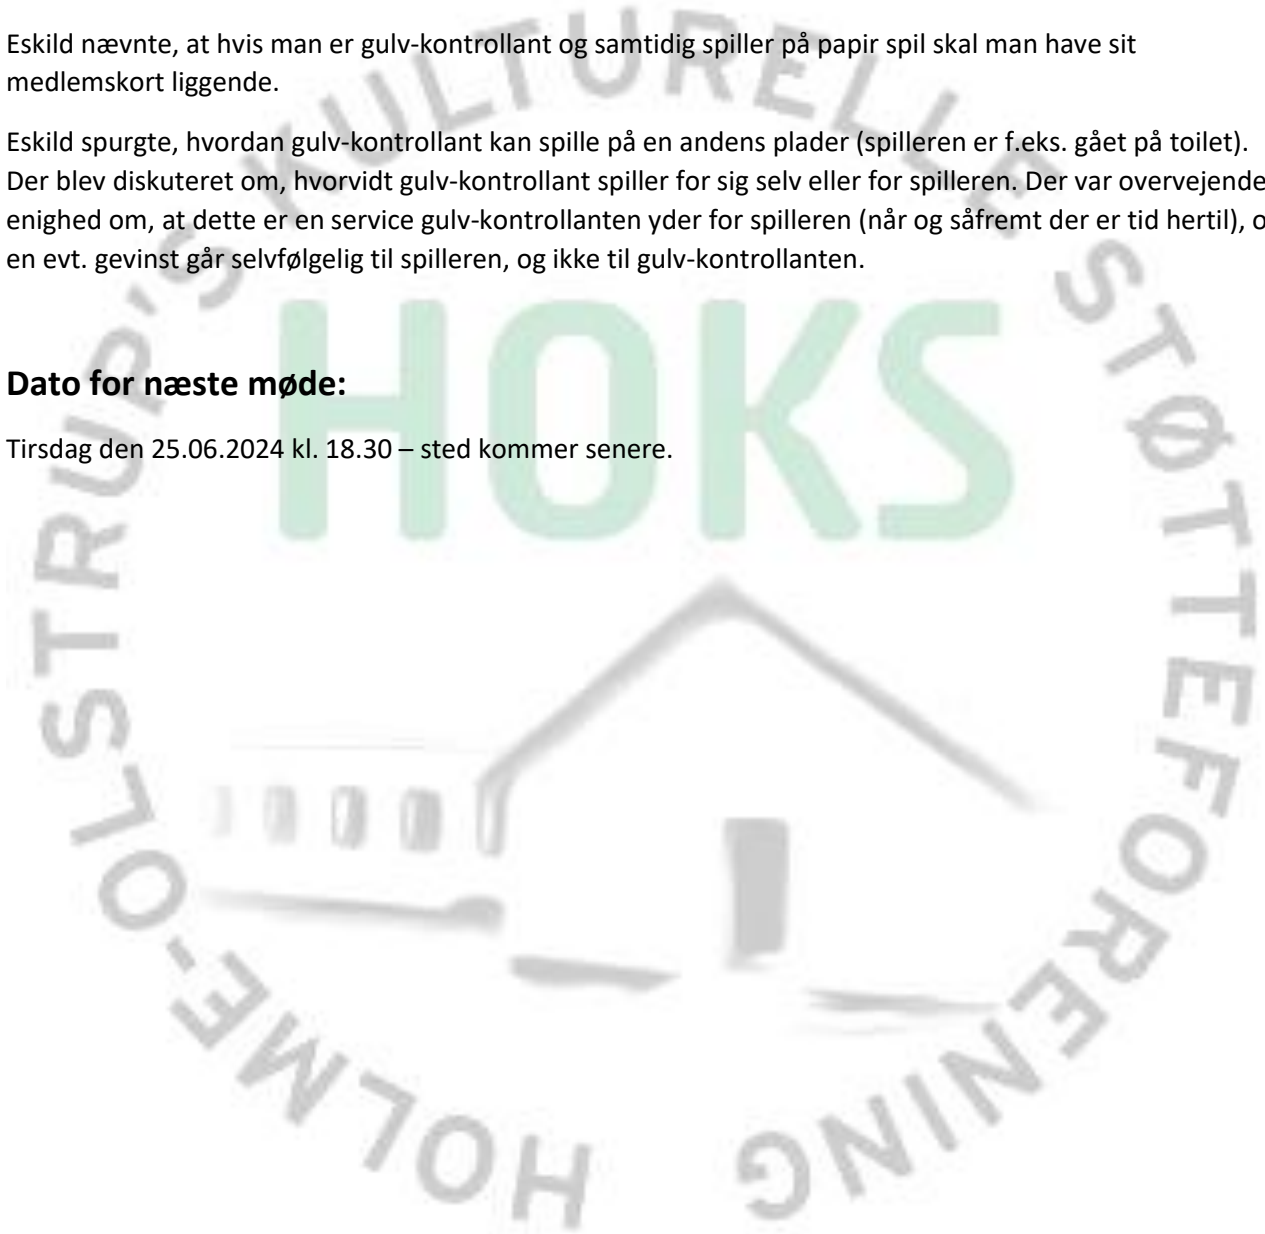 Eskild nævnte, at hvis man er gulv-kontrollant og samtidig spiller på papir spil skal man have sit
medlemskort liggende.
Eskild spurgte, hvordan gulv-kontrollant kan spille på en andens plader (spilleren er f.eks. gået på toilet).
Der blev diskuteret om, hvorvidt gulv-kontrollant spiller for sig selv eller for spilleren. Der var overvejende
enighed om, at dette er en service gulv-kontrollanten yder for spilleren (når og såfremt der er tid hertil), o
en evt. gevinst går selvfølgelig til spilleren, og ikke til gulv-kontrollanten.
Dato for næste møde:
Tirsdag den 25.06.2024 kl. 18.30 – sted kommer senere.
HOKS
HOLME-OLSTRUP'S KULTURELLE STØTTEFORENING